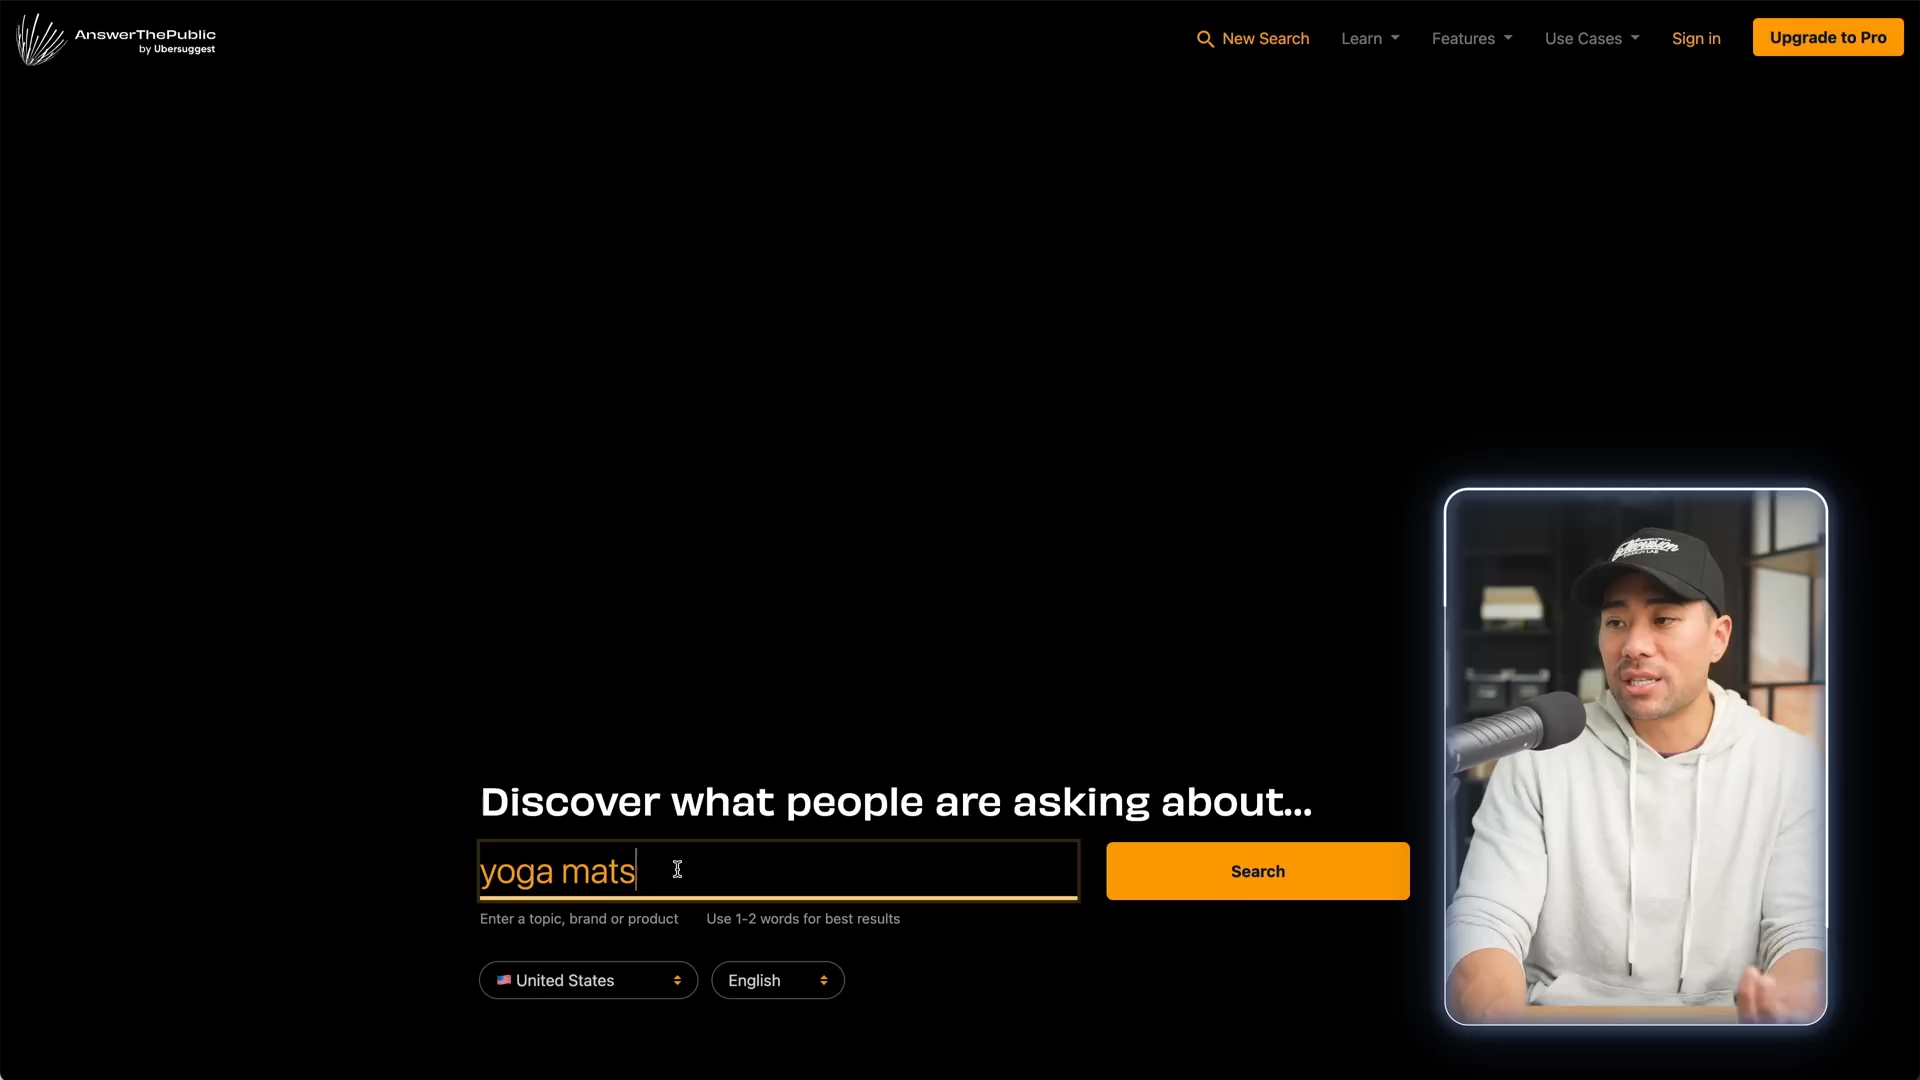 AnswerThePublic
by Ubersuggest
New Search
Learn
Features
Use Cases
Sign in
Upgrade to Pro
Discover what people are asking about...
yoga mats
Search
Enter a topic, brand or product
Use 1-2 words for best results
United States
English